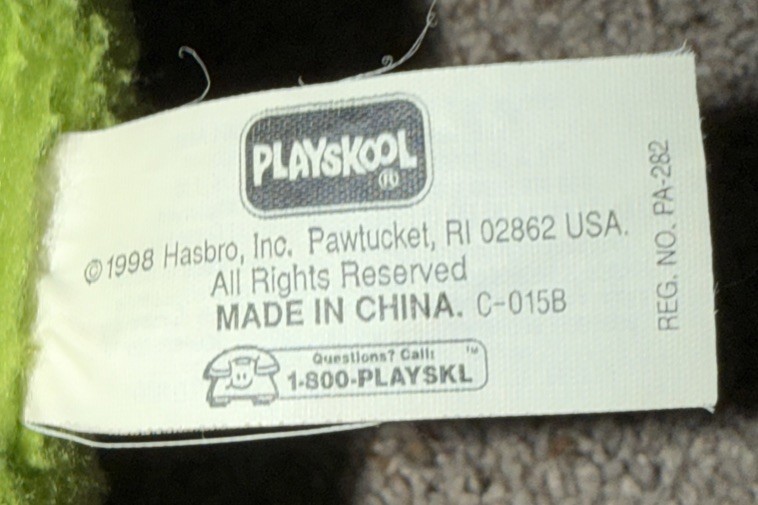 PLAYSKOOL®
©1998 Hasbro, Inc. Pawtucket, RI 02862 USA.
All Rights Reserved
MADE IN CHINA. C-015B
Questions? Call: ™
1-800-PLAYSKL
REG. NO. PA-282